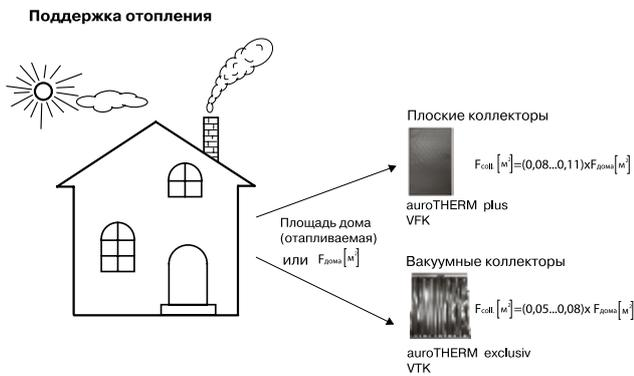 Поддержка отопления
Плоские коллекторы
Fcoll.[м²]=(0,08...0,11)xFдома[м²]
auroTHERM plus
VFK
Площадь дома
(отапливаемая)
или Fдома[м²]
Вакуумные коллекторы
Fcoll.[м²]=(0,05...0,08)x Fдома[м²]
auroTHERM exclusiv
VTK